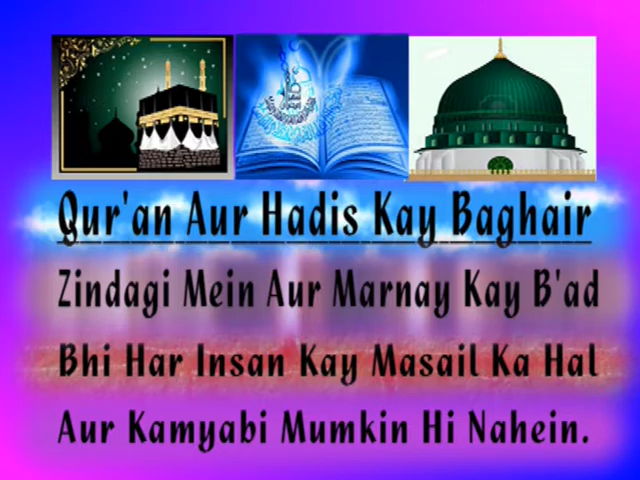 Qur'an Aur Hadis Kay Baghair
Zindagi Mein Aur Marnay Kay B'ad
Bhi Har Insan Kay Masail Ka Hal
Aur Kamyabi Mumkin Hi Nahein.